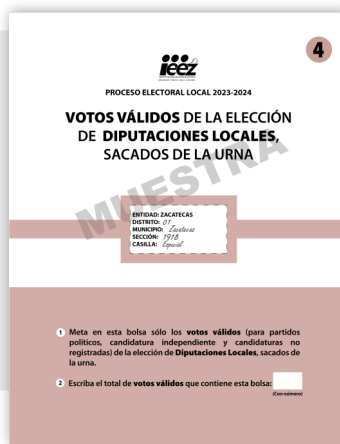 4
ieez
PROCESO ELECTORAL LOCAL 2023-2024
VOTOS VÁLIDOS DE LA ELECCIÓN
DE DIPUTACIONES LOCALES,
SACADOS DE LA URNA
MUESTRA
ENTIDAD: ZACATECAS
DISTRITO: 01
MUNICIPIO: Zacatecas
SECCIÓN: 1918
CASILLA: Especial
1 Meta en esta bolsa sólo los votos válidos (para partidos
políticos, candidatura independiente y candidaturas no
registradas) de la elección de Diputaciones Locales, sacados de
la urna.
2 Escriba el total de votos válidos que contiene esta bolsa:
(Con número)